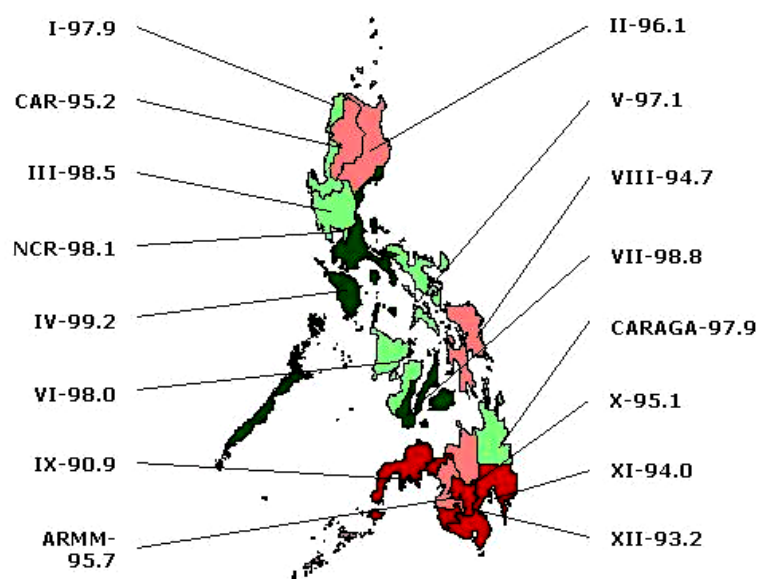 I-97.9
CAR-95.2
III-98.5
NCR-98.1
IV-99.2
VI-98.0
IX-90.9
ARMM-
95.7
II-96.1
V-97.1
VIII-94.7
VII-98.8
CARAGA-97.9
X-95.1
XI-94.0
XII-93.2